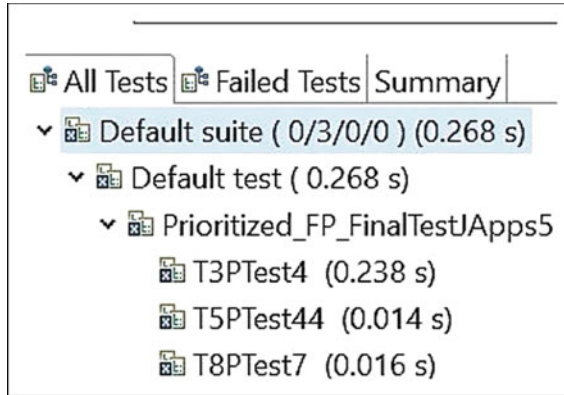 All Tests Failed Tests Summary
Default suite ( 0/3/0/0 ) (0.268 s)
Default test ( 0.268 s)
Prioritized_FP_FinalTestJApps5
T3PTest4 (0.238 s)
T5PTest44 (0.014 s)
T8PTest7 (0.016 s)